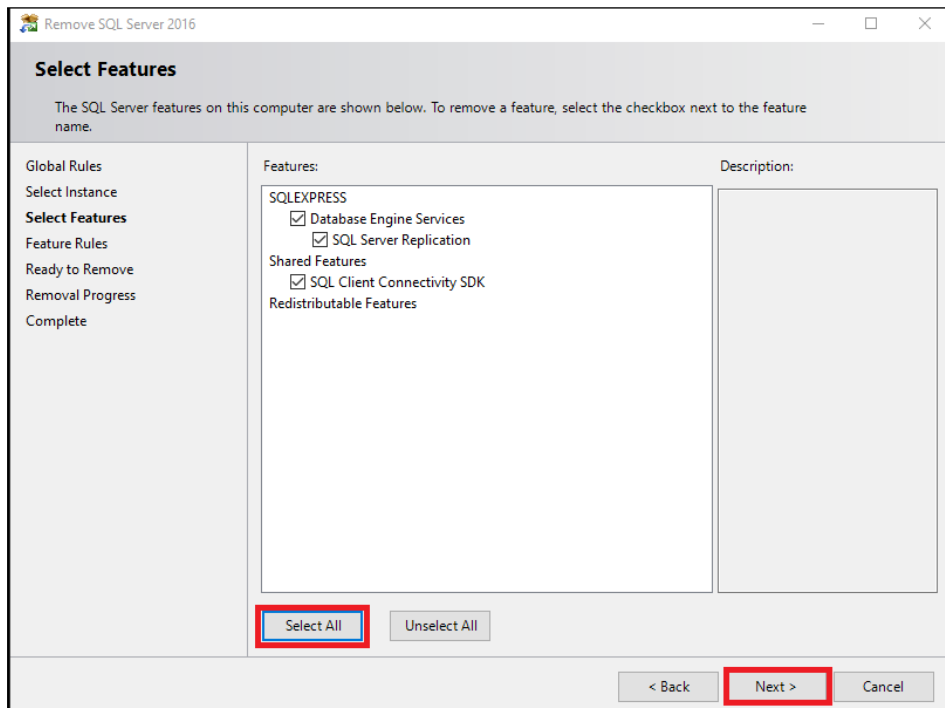 Remove SQL Server 2016
Select Features
The SQL Server features on this computer are shown below. To remove a feature, select the checkbox next to the feature
name.
Global Rules
Select Instance
Select Features
Feature Rules
Ready to Remove
Removal Progress
Complete
Features:
SQLEXPRESS
Database Engine Services
SQL Server Replication
Shared Features
SQL Client Connectivity SDK
Redistributable Features
Description:
Select All
Unselect All
< Back
Next >
Cancel